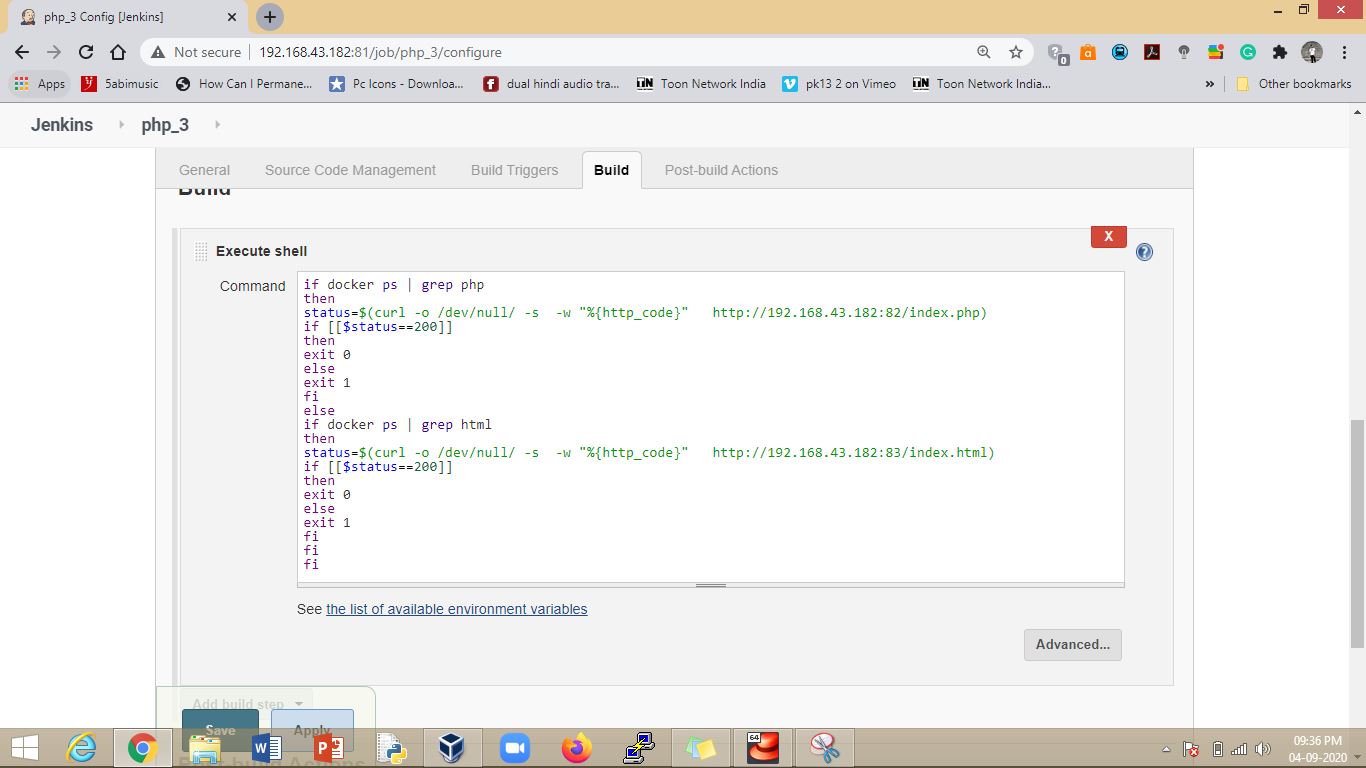 php_3 Config [Jenkins]
Not secure
192.168.43.182:81/job/php_3/configure
Apps
5abimusic
How Can I Permane...
Pc Icons - Downloa...
dual hindi audio tra...
Toon Network India
pk13 2 on Vimeo
Toon Network India...
»
Other bookmarks
Jenkins
php_3
General
Source Code Management
Build Triggers
Build
Post-build Actions
Build
Execute shell
X
Command
if docker ps | grep php
then
status=$(curl -o /dev/null/ -s  -w "%{http_code}"   http://192.168.43.182:82/index.php)
if [[$status==200]]
then
exit 0
else
exit 1
fi
else
if docker ps | grep html
then
status=$(curl -o /dev/null/ -s  -w "%{http_code}"   http://192.168.43.182:83/index.html)
if [[$status==200]]
then
exit 0
else
exit 1
fi
fi
fi
See the list of available environment variables
Advanced...
Add build step
Save
Apply
Post-build Actions
09:36 PM
04-09-2020